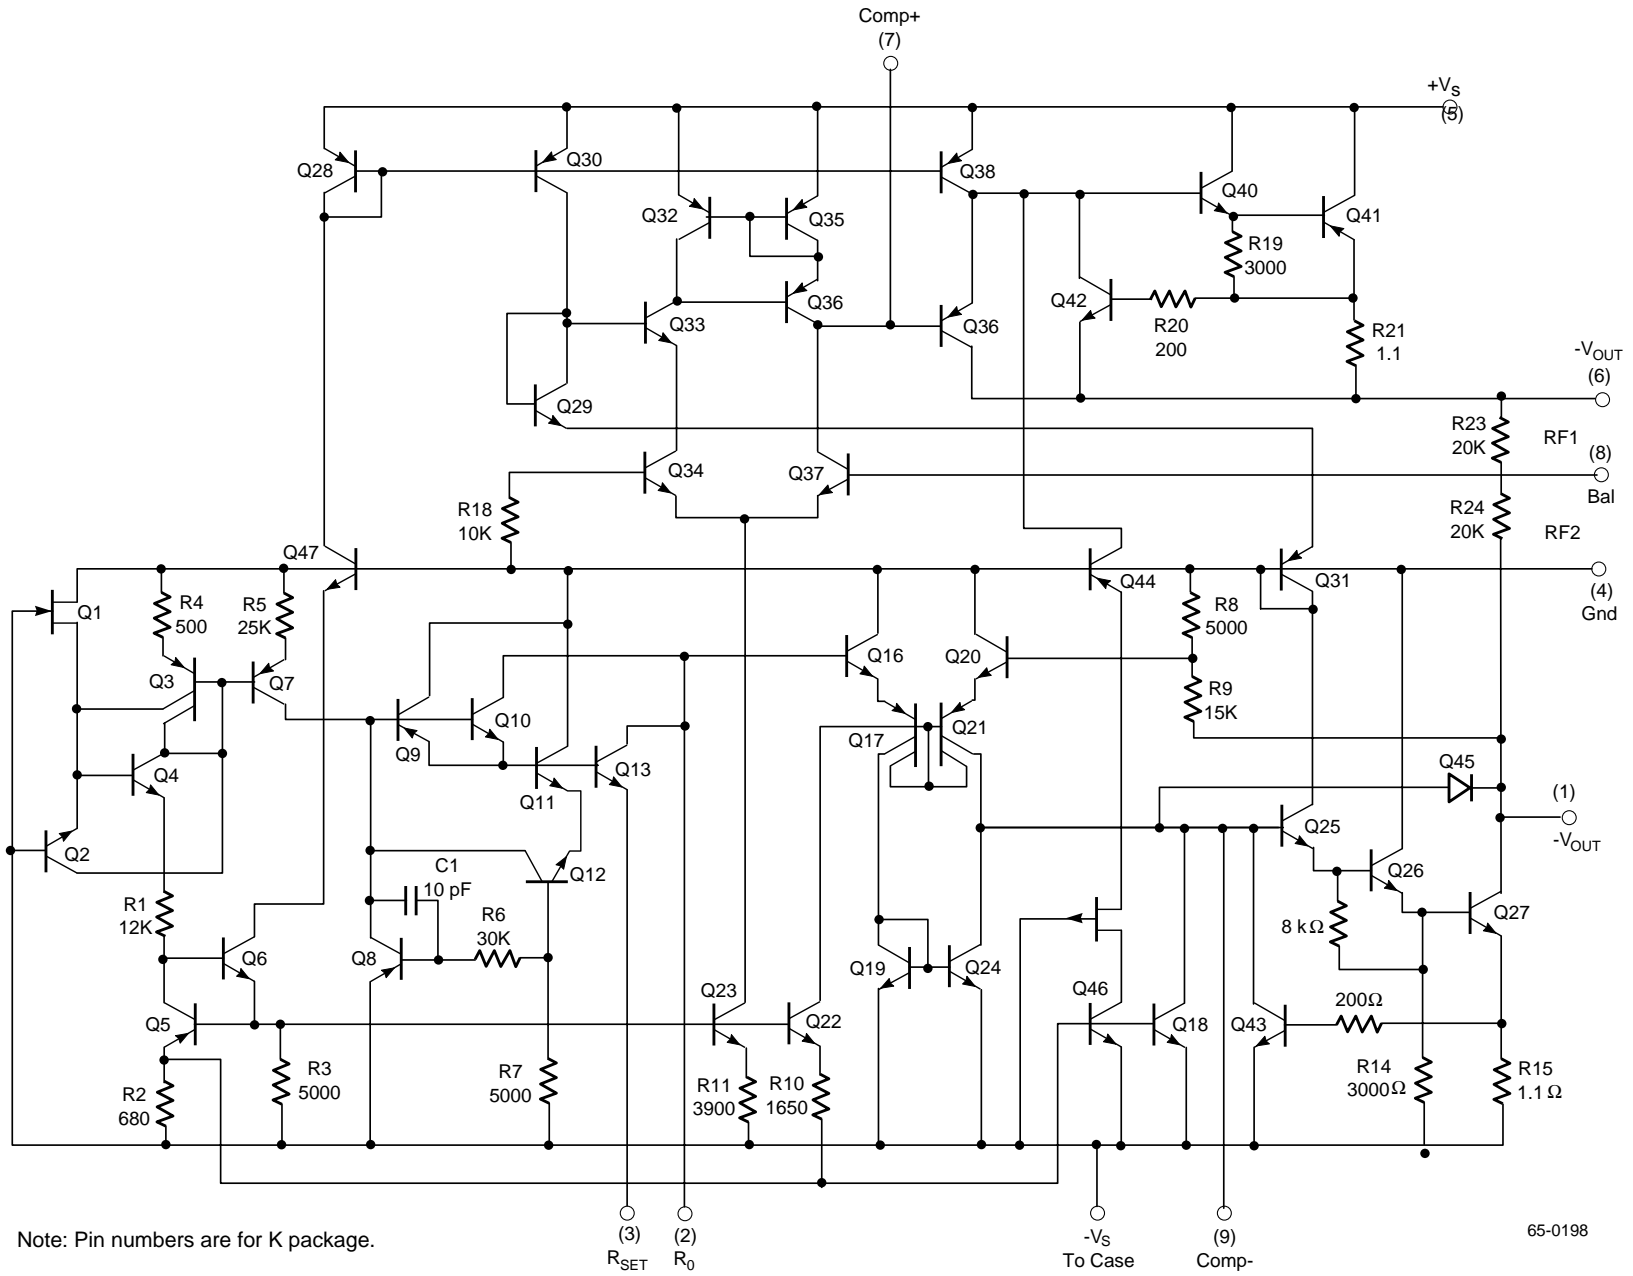 Comp+
(7)
+VS
(5)
Q28
Q30
Q38
Q40
Q32
Q35
Q41
R19
3000
Q36
Q42
Q33
Q36
R20
200
R21
1.1
-VOUT
(6)
Q29
R23
20K
RF1
(8)
Bal
Q34
Q37
R18
10K
R24
20K
RF2
Q47
Q44
Q31
(4)
Gnd
Q1
R4
500
R5
25K
R8
5000
Q3
Q7
Q16
Q20
R9
15K
Q10
Q9
Q17
Q21
Q4
Q11
Q13
Q45
(1)
-VOUT
Q2
C1
10 pF
Q12
Q25
Q26
R1
12K
R6
30K
8 kΩ
Q27
Q6
Q8
Q19
Q24
Q23
Q46
200Ω
Q5
Q22
Q18
Q43
R2
680
R3
5000
R7
5000
R11
3900
R10
1650
R14
3000Ω
R15
1.1 Ω
(3)
RSET
(2)
R0
-VS
To Case
(9)
Comp-
Note: Pin numbers are for K package.
65-0198